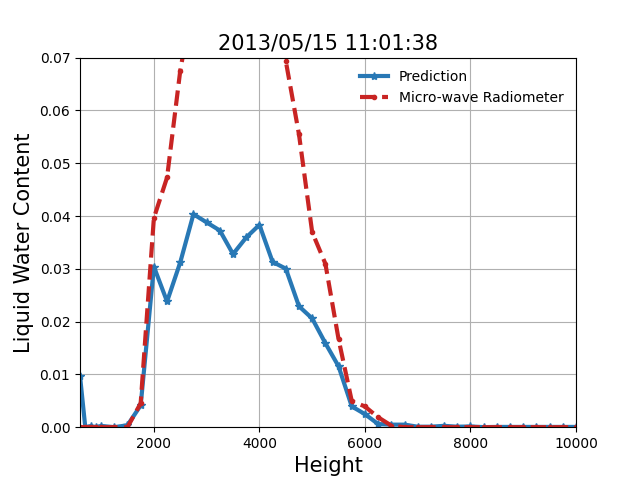 2013/05/15 11:01:38
Prediction
Micro-wave Radiometer
Liquid Water Content
0.07
0.06
0.05
0.04
0.03
0.02
0.01
0.00
2000 4000 6000 8000 10000
Height